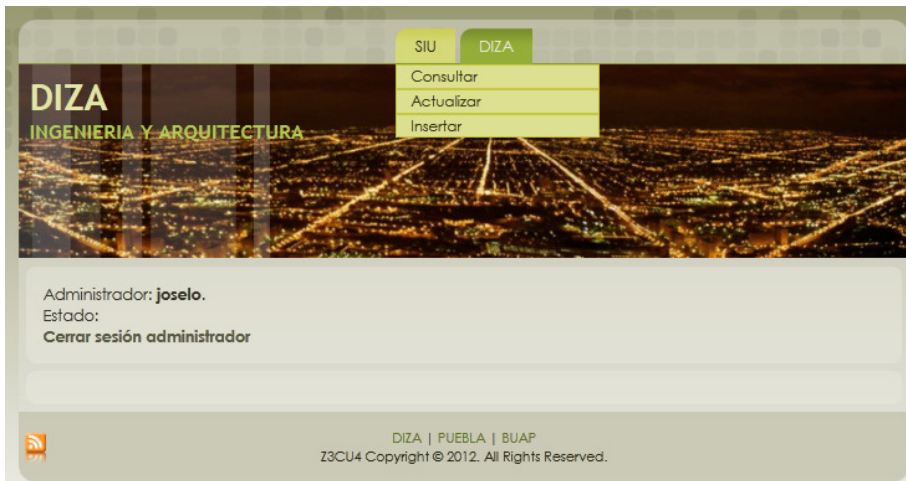 SIU DIZA
Consultar
Actualizar
Insertar
DIZA
INGENIERIA Y ARQUITECTURA
Administrador: joselo.
Estado:
Cerrar sesión administrador
DIZA | PUEBLA | BUAP
Z3CU4 Copyright © 2012. All Rights Reserved.